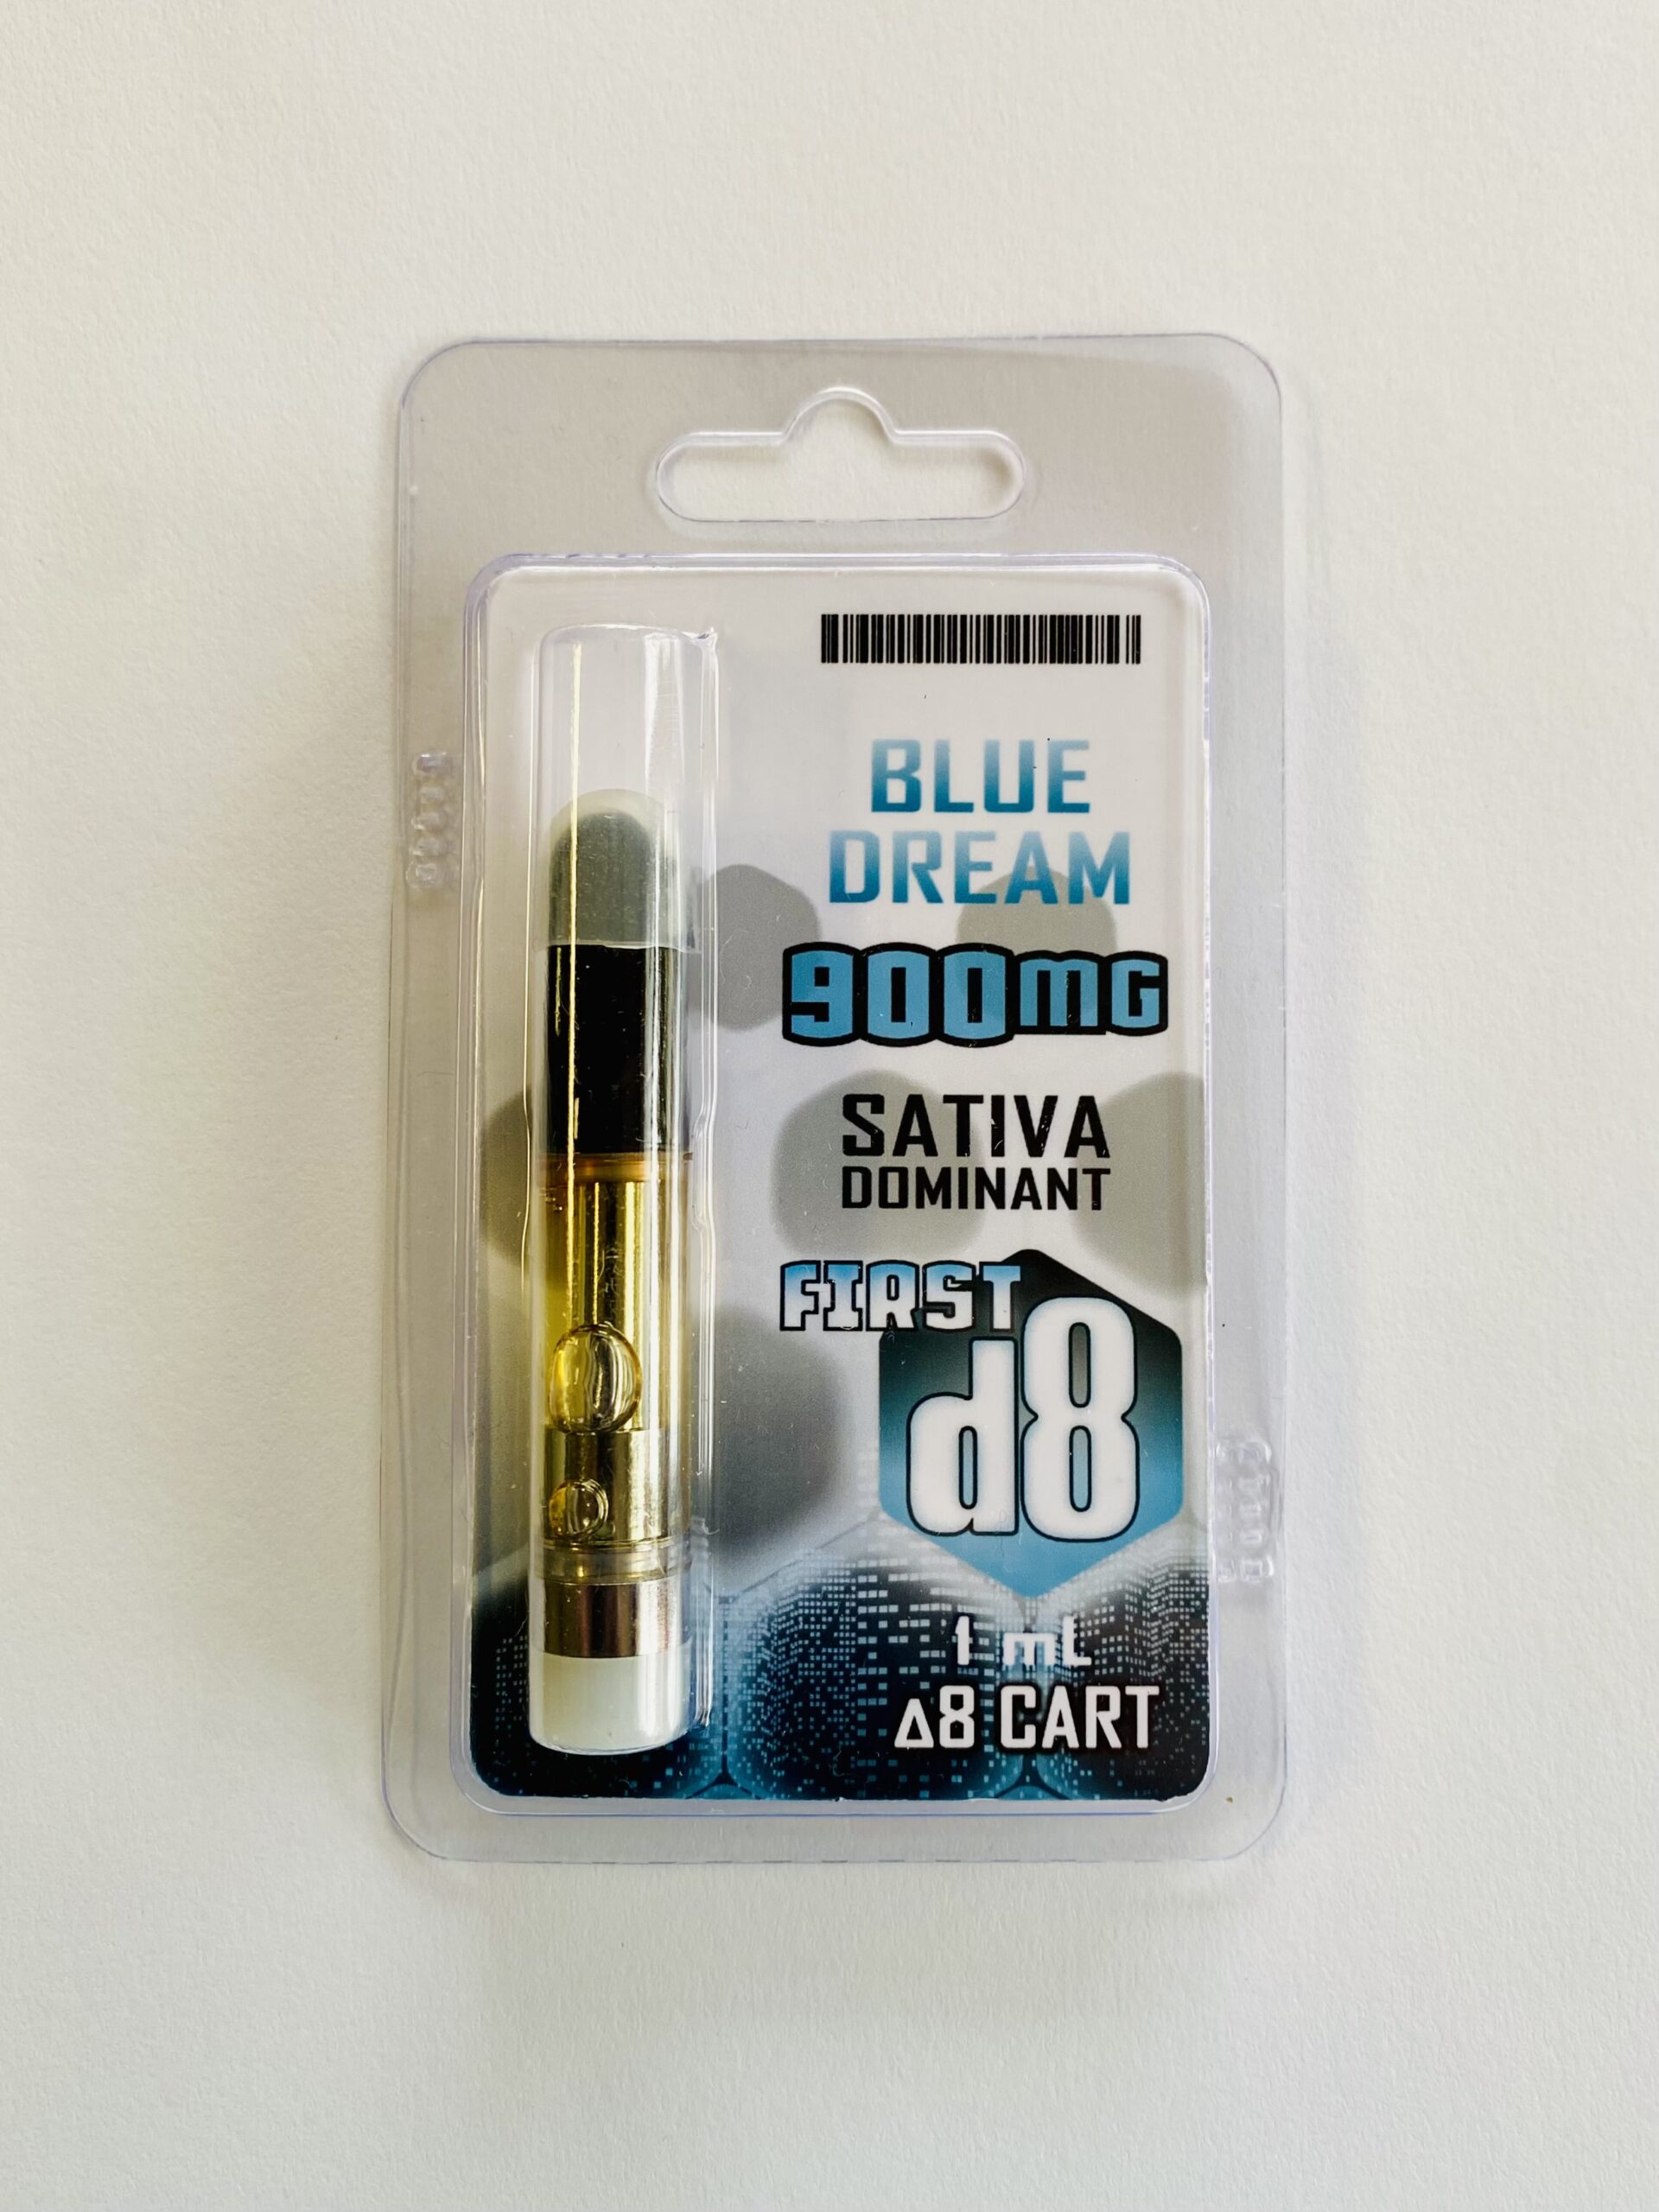 BLUE
DREAM
900mG
SATIVA
DOMINANT
FIRST
d8
1 mL
Δ8 CART